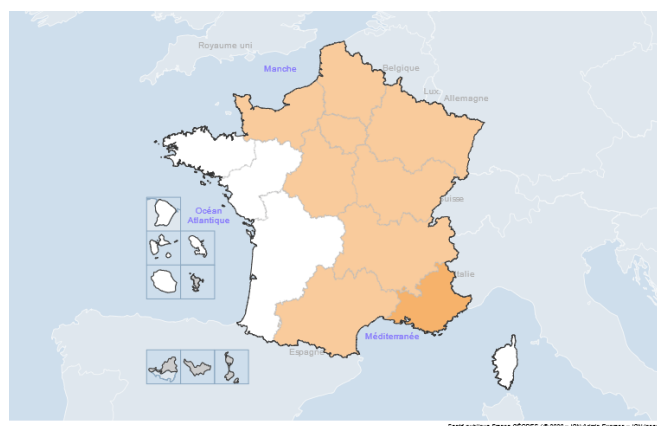 Royaume uni
Manche
Belgique
Lux
Allemagne
Suisse
Océan
Atlantique
Italie
Méditerranée
Espagne